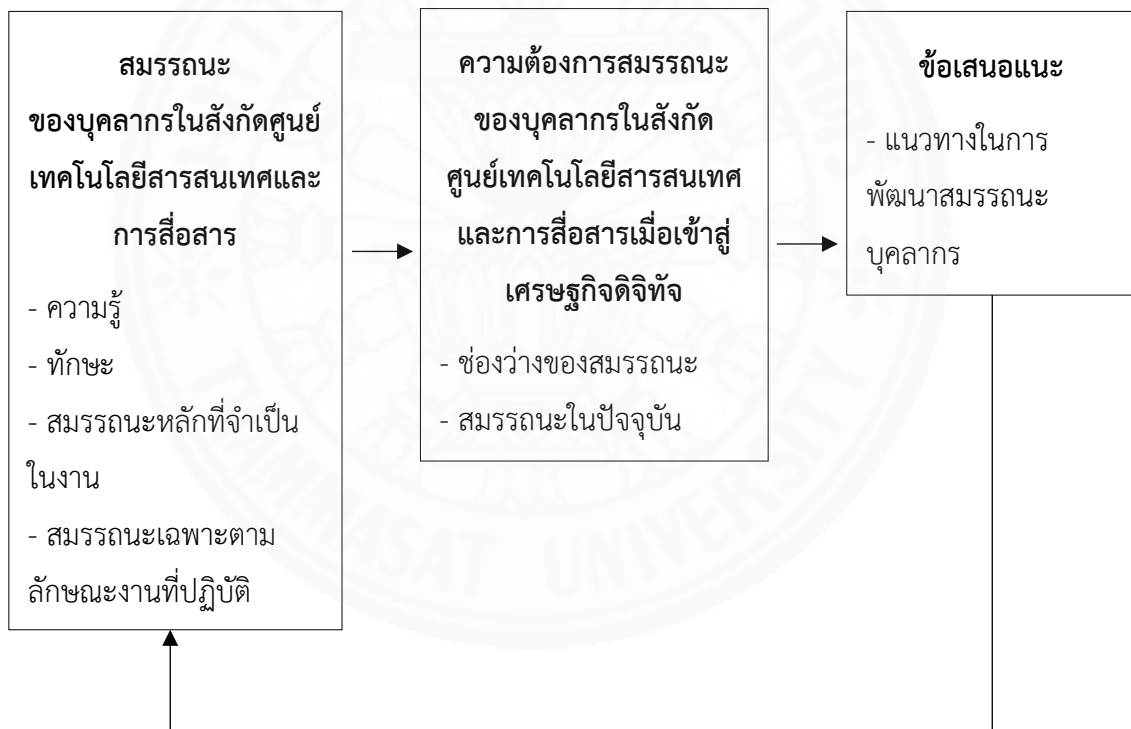 สมรรถนะ
ของบุคลากรในสังกัดศูนย์
เทคโนโลยีสารสนเทศและ
การสื่อสาร
- ความรู้
- ทักษะ
- สมรรถนะหลักที่จำเป็น
ในงาน
- สมรรถนะเฉพาะตาม
ลักษณะงานที่ปฏิบัติ
ความต้องการสมรรถนะ
ของบุคลากรในสังกัด
ศูนย์เทคโนโลยีสารสนเทศ
และการสื่อสารเมื่อเข้าสู่
เศรษฐกิจดิจิทัจ
- ช่องว่างของสมรรถนะ
- สมรรถนะในปัจจุบัน
ข้อเสนอแนะ
- แนวทางในการ
พัฒนาสมรรถนะ
บุคลากร
THAMMASAT UNIVERSITY